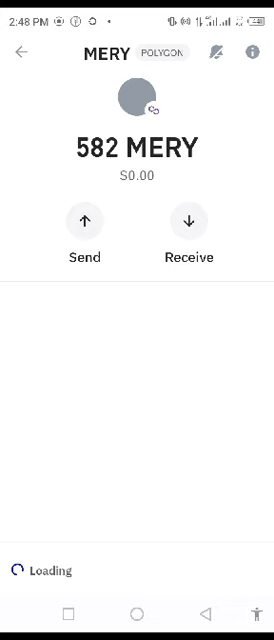 2:48 PM
MERY POLYGON
582 MERY
$0.00
Send Receive
Loading